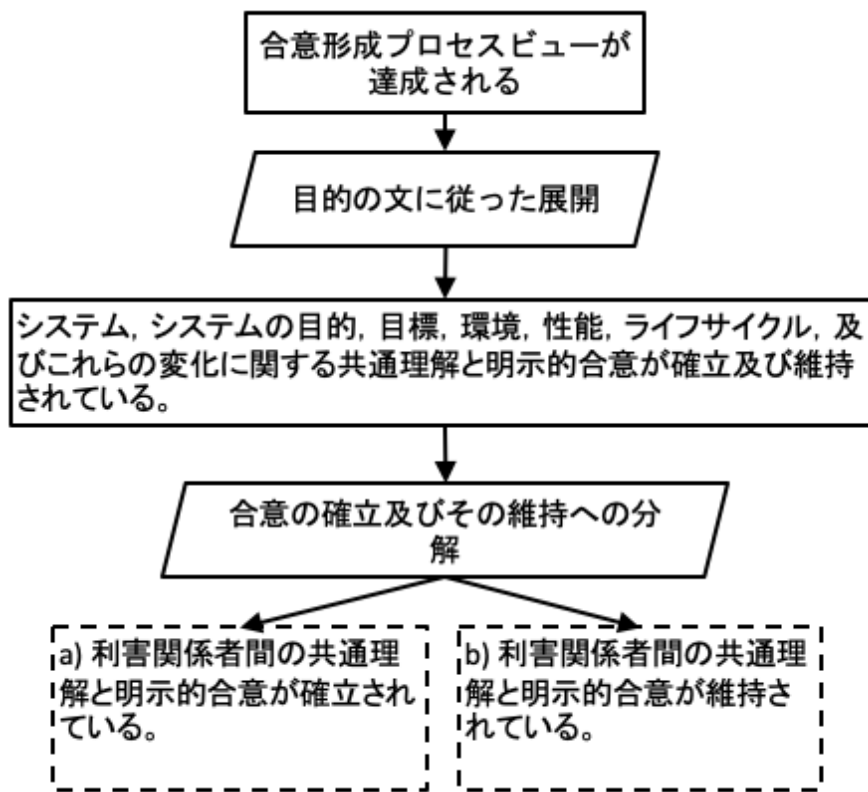 合意形成プロセスビューが
達成される
目的の文に従った展開
システム, システムの目的, 目標, 環境, 性能, ライフサイクル, 及
びこれらの変化に関する共通理解と明示的合意が確立及び維持
されている。
合意の確立及びその維持への分
解
a) 利害関係者間の共通理
解と明示的合意が確立され
ている。
b) 利害関係者間の共通理
解と明示的合意が維持さ
れている。